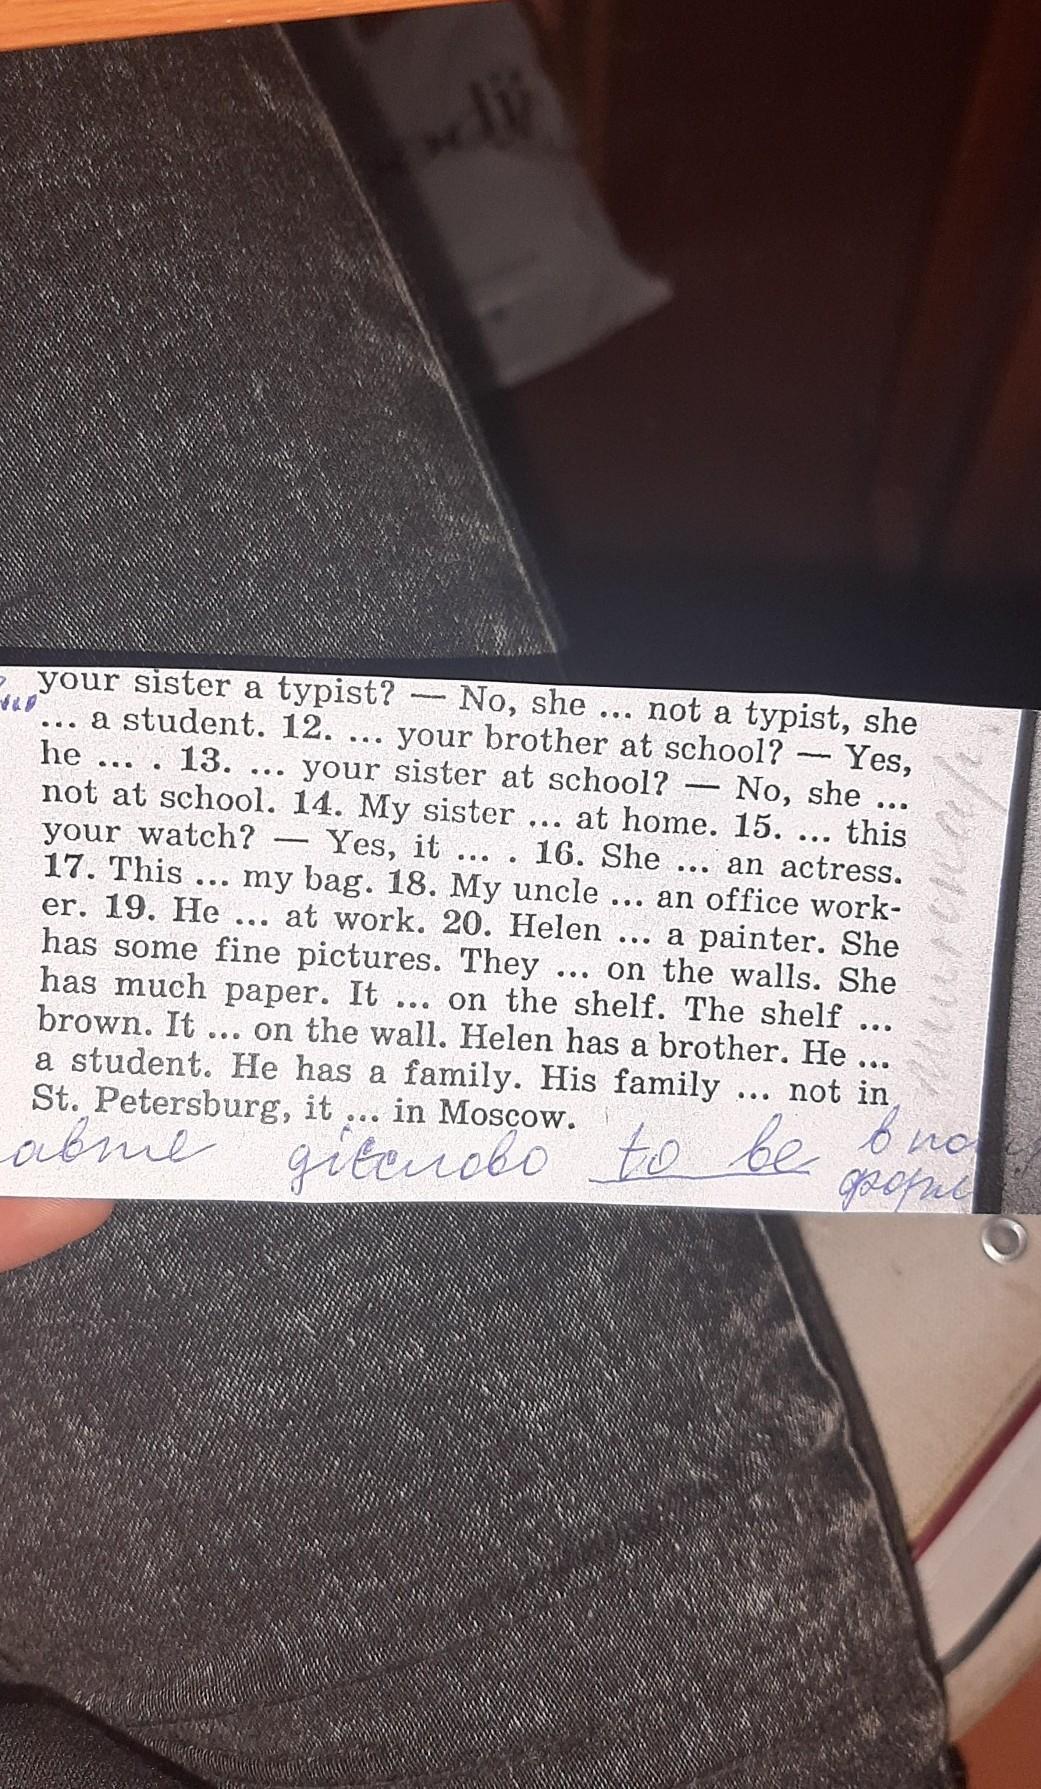 your sister a typist? — No, she ... not a typist, she
... a student. 12. ... your brother at school? — Yes,
he ... . 13. ... your sister at school? — No, she ...
not at school. 14. My sister ... at home. 15. ... this
your watch? — Yes, it ... . 16. She ... an actress.
17. This ... my bag. 18. My uncle ... an office work-
er. 19. He ... at work. 20. Helen ... a painter. She
has some fine pictures. They ... on the walls. She
has much paper. It ... on the shelf. The shelf ...
brown. It ... on the wall. Helen has a brother. He ...
a student. He has a family. His family ... not in
St. Petersburg, it ... in Moscow.
to be в